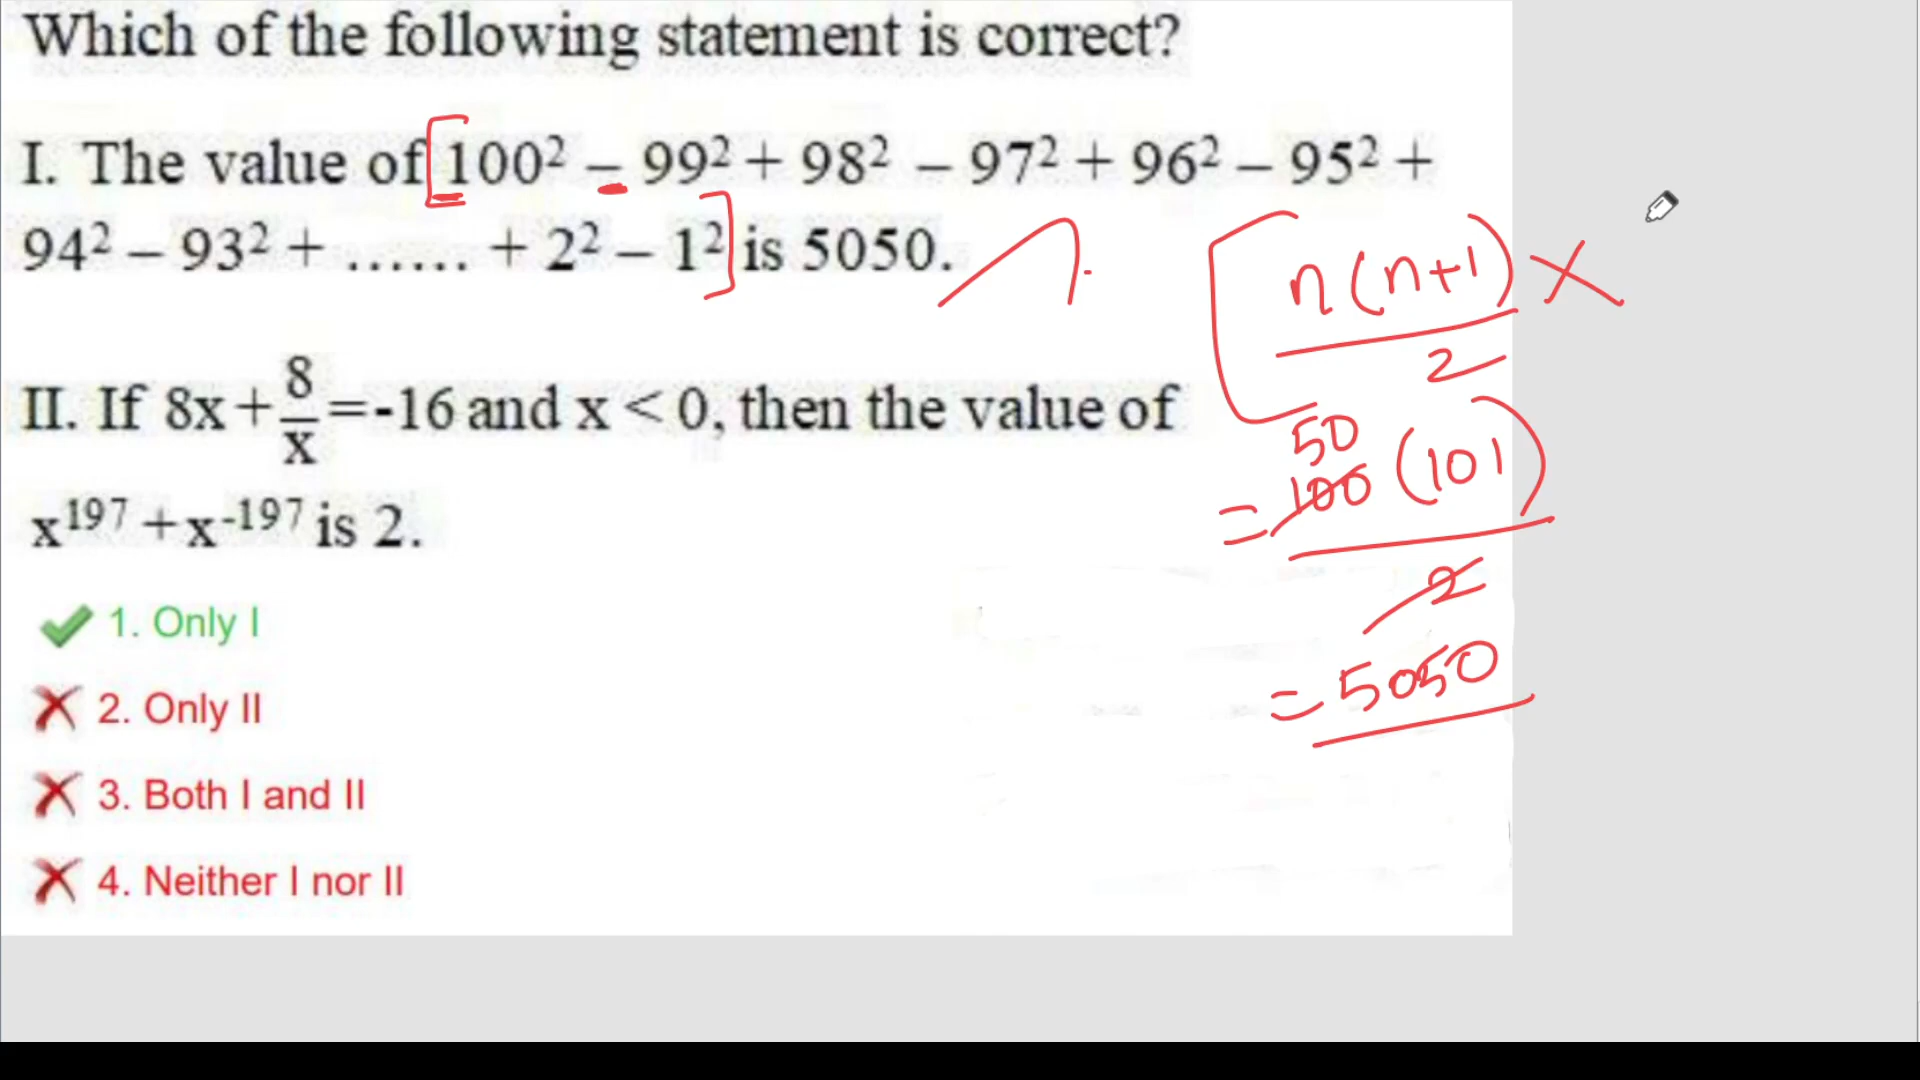 Which of the following statement is correct?
I. The value of [100² – 99² + 98² – 97² + 96² – 95² +
94² – 93² + ...... + 2² – 1²] is 5050.
n(n+1)
2
II. If 8x+8/x=-16 and x < 0, then the value of
50
= 100 (101)
2
x¹⁹⁷ +x⁻¹⁹⁷ is 2.
= 5050
1. Only I
2. Only II
3. Both I and II
4. Neither I nor II